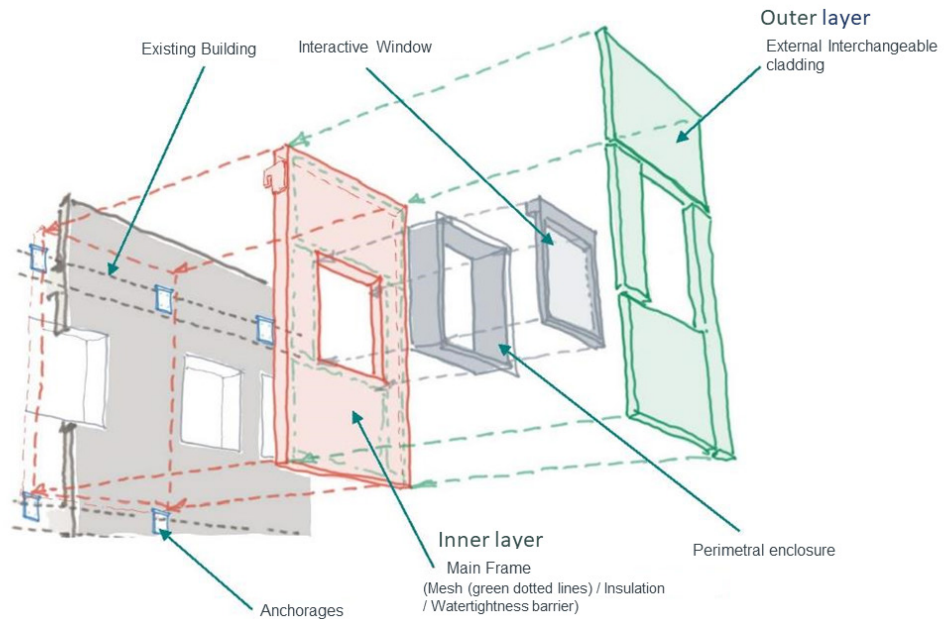 Outer layer
External Interchangeable
cladding
Existing Building
Interactive Window
Inner layer
Main Frame
(Mesh (green dotted lines) / Insulation
/ Watertightness barrier)
Perimetral enclosure
Anchorages